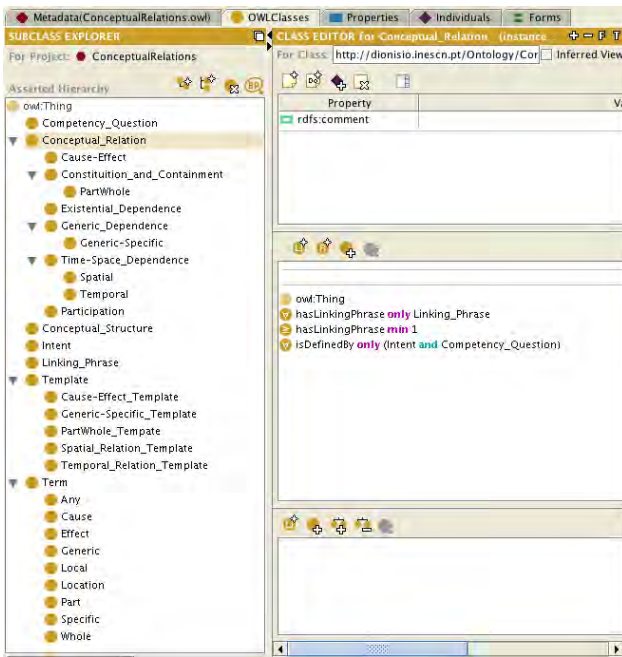 Metadata(ConceptualRelations.owl) OWLClasses Properties Individuals Forms
SUBCLASS EXPLORER
For Project: ConceptualRelations
Asserted Hierarchy
owl:Thing
Competency_Question
Conceptual_Relation
Cause-Effect
Constituition_and_Containment
PartWhole
Existential_Dependence
Generic_Dependence
Generic-Specific
Time-Space_Dependence
Spatial
Temporal
Participation
Conceptual_Structure
Intent
Linking_Phrase
Template
Cause-Effect_Template
Generic-Specific_Template
PartWhole_Tempate
Spatial_Relation_Template
Temporal_Relation_Template
Term
Any
Cause
Effect
Generic
Local
Location
Part
Specific
Whole
CLASS EDITOR for Conceptual_Relation (instance
For Class: http://dionisio.inescn.pt/Ontology/Cor Inferred View
Property Va
rdfs:comment
owl:Thing
hasLinkingPhrase only Linking_Phrase
hasLinkingPhrase min 1
isDefinedBy only (Intent and Competency_Question)